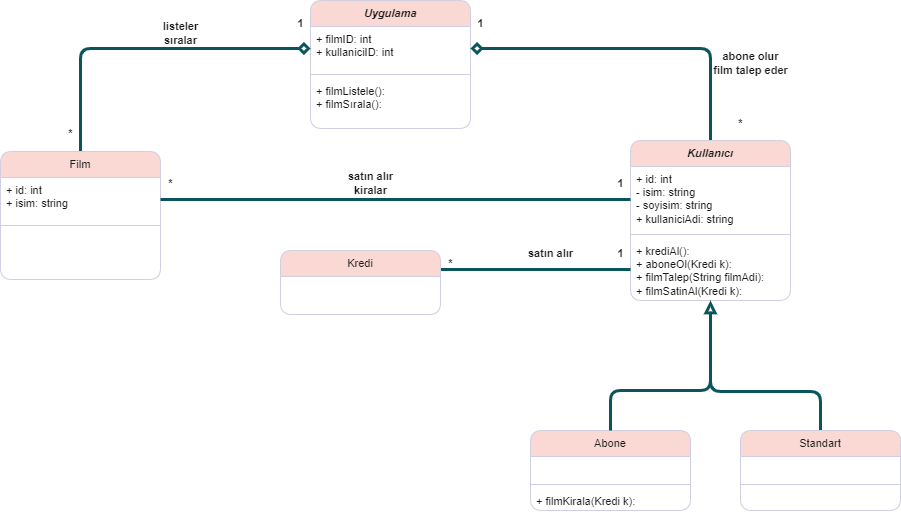 Uygulama
+ filmID: int
+ kullaniciID: int
+ filmListele():
+ filmSırala():
1
1
listeler
sıralar
*
abone olur
film talep eder
*
Film
+ id: int
+ isim: string
*
satın alır
kiralar
1
Kullanıcı
+ id: int
- isim: string
- soyisim: string
+ kullaniciAdi: string
+ krediAl():
+ aboneOl(Kredi k):
+ filmTalep(String filmAdi):
+ filmSatinAl(Kredi k):
Kredi
*
satın alır
1
Abone
+ filmKirala(Kredi k):
Standart